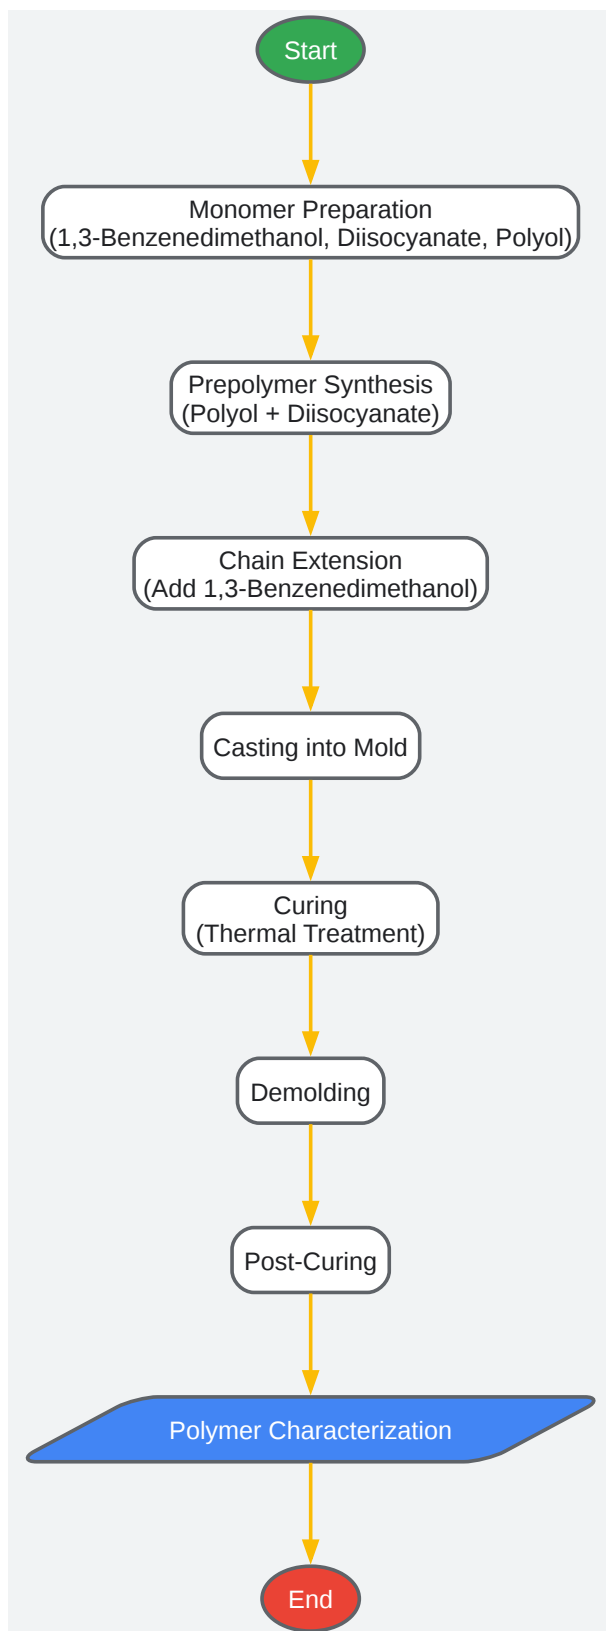 Start
Monomer Preparation
(1,3-Benzenedimethanol, Diisocyanate, Polyol)
Prepolymer Synthesis
(Polyol + Diisocyanate)
Chain Extension
(Add 1,3-Benzenedimethanol)
Casting into Mold
Curing
(Thermal Treatment)
Demolding
Post-Curing
Polymer Characterization
End